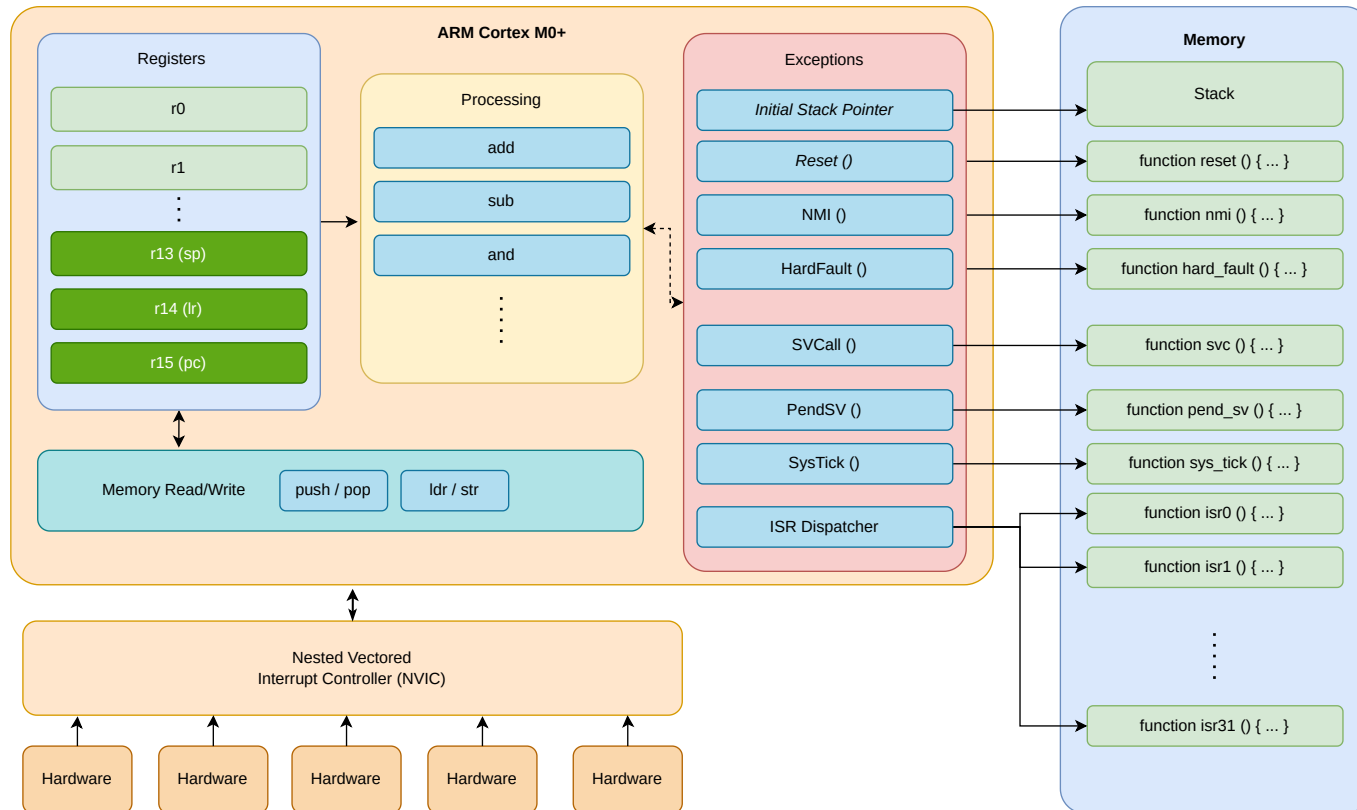 ARM Cortex M0+
Registers
r0
r1
r13 (sp)
r14 (lr)
r15 (pc)
Processing
add
sub
and
Exceptions
Initial Stack Pointer
Reset ()
NMI ()
HardFault ()
SVCall ()
PendSV ()
SysTick ()
ISR Dispatcher
Memory Read/Write
push / pop
ldr / str
Memory
Stack
function reset () { ... }
function nmi () { ... }
function hard_fault () { ... }
function svc () { ... }
function pend_sv () { ... }
function sys_tick () { ... }
function isr0 () { ... }
function isr1 () { ... }
function isr31 () { ... }
Nested Vectored
Interrupt Controller (NVIC)
Hardware
Hardware
Hardware
Hardware
Hardware